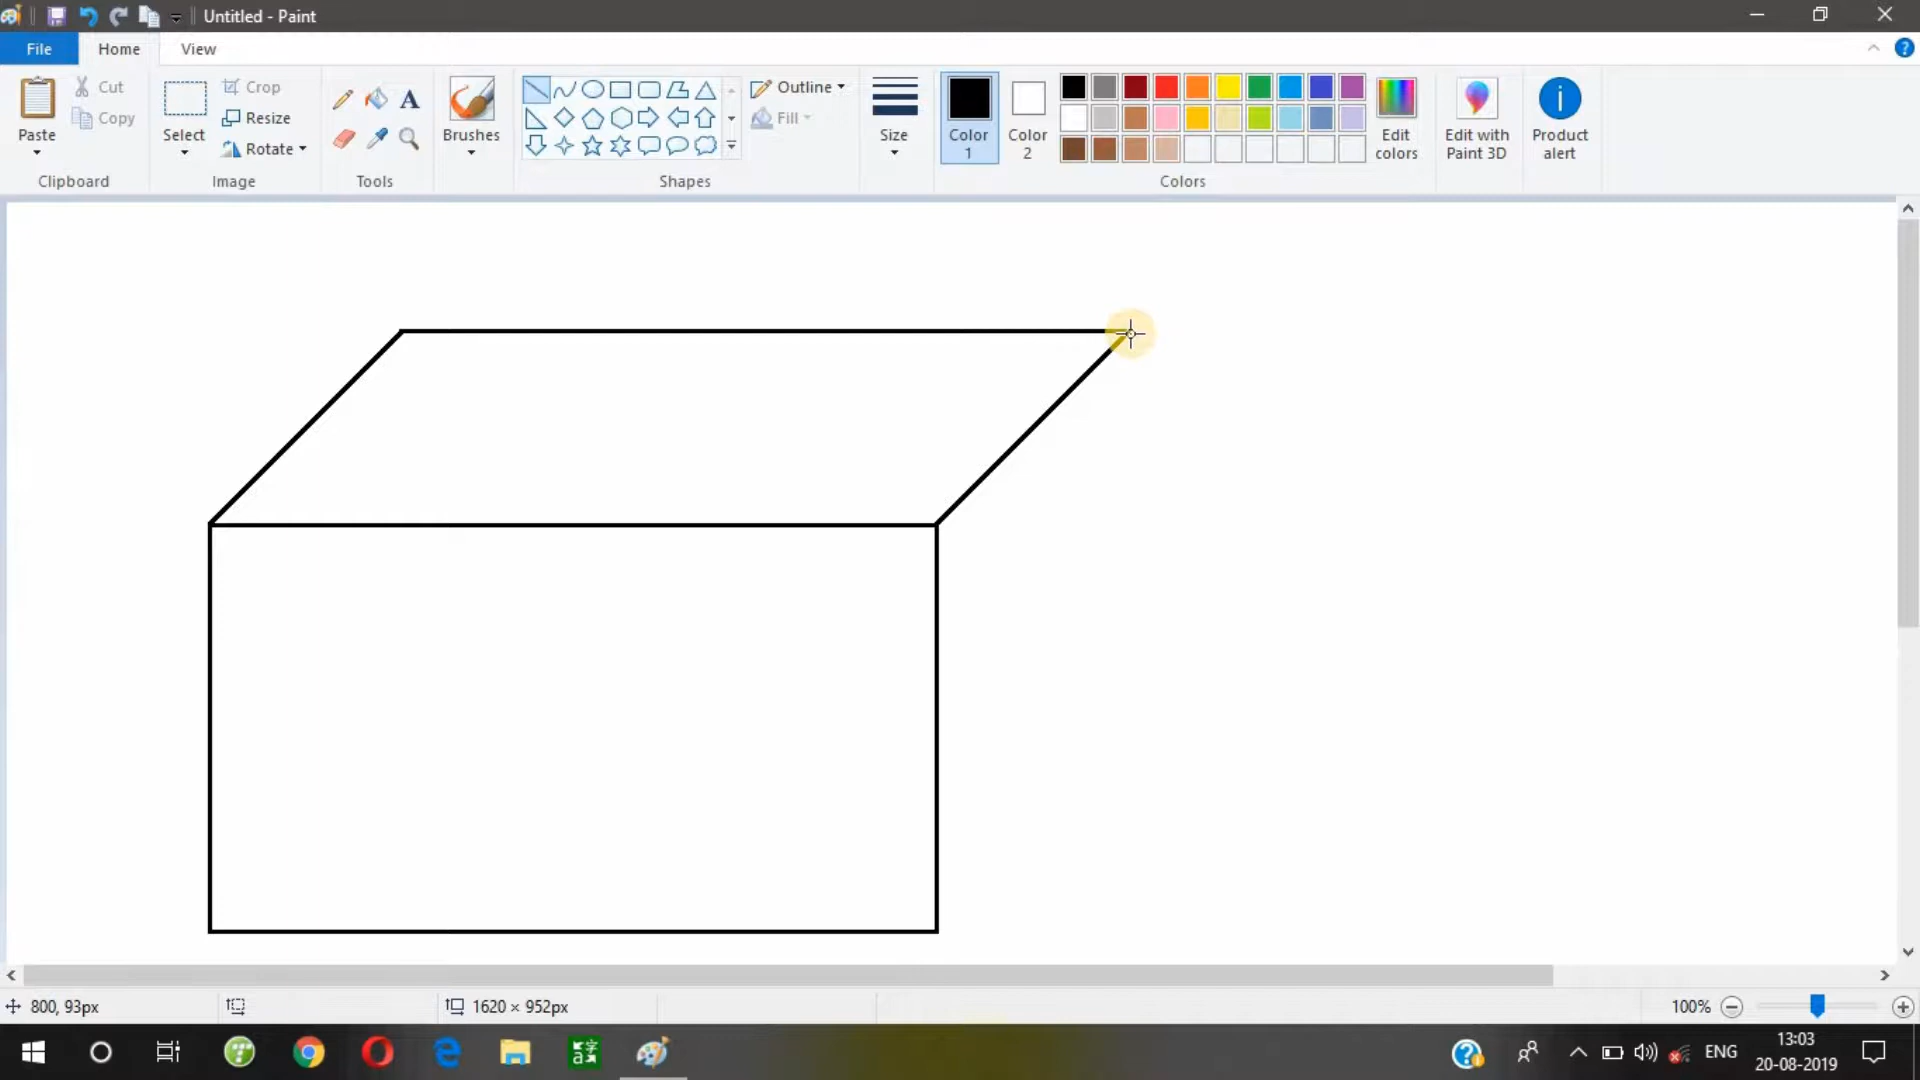 Untitled - Paint
File Home View
Paste
Cut
Copy
Clipboard
Select
Crop
Resize
Rotate
Image
A
Tools
Brushes
Outline
Fill
Shapes
Size
Color 1
Color 2
Edit colors
Colors
Edit with Paint 3D
Product alert
800, 93px
1620 × 952px
100%
a字
ENG
13:03
20-08-2019